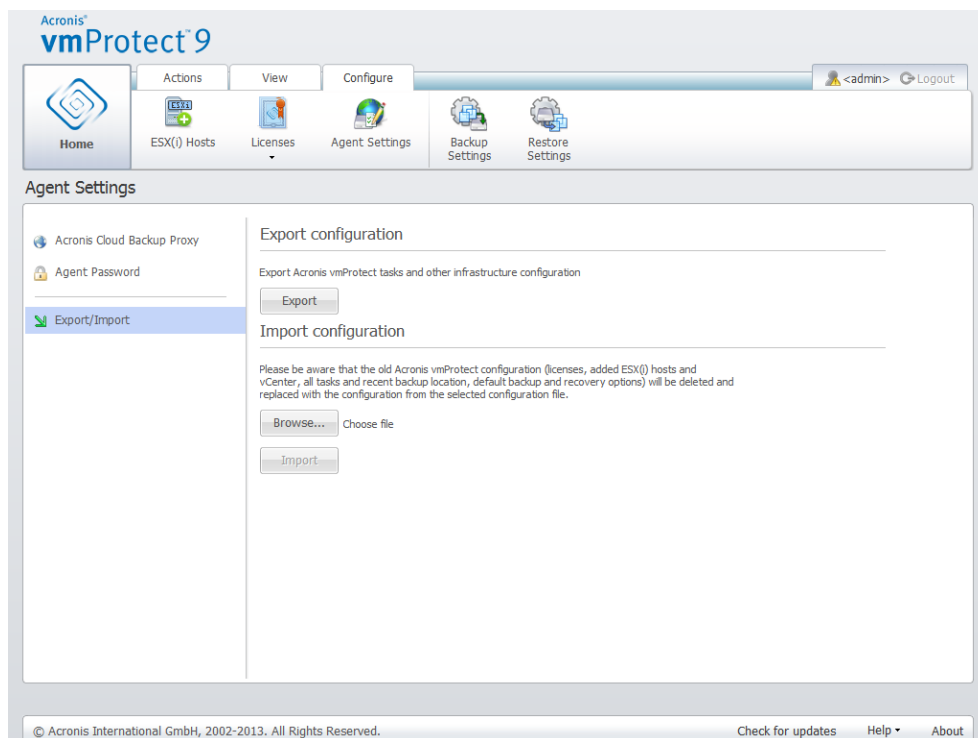 Acronis®
vmProtect™9
Actions
View
Configure
<admin>
Logout
Home
ESX(i) Hosts
Licenses
Agent Settings
Backup
Settings
Restore
Settings
Agent Settings
Acronis Cloud Backup Proxy
Agent Password
Export/Import
Export configuration
Export Acronis vmProtect tasks and other infrastructure configuration
Export
Import configuration
Please be aware that the old Acronis vmProtect configuration (licenses, added ESX(i) hosts and
vCenter, all tasks and recent backup location, default backup and recovery options) will be deleted and
replaced with the configuration from the selected configuration file.
Browse... Choose file
Import
© Acronis International GmbH, 2002-2013. All Rights Reserved.
Check for updates
Help
About